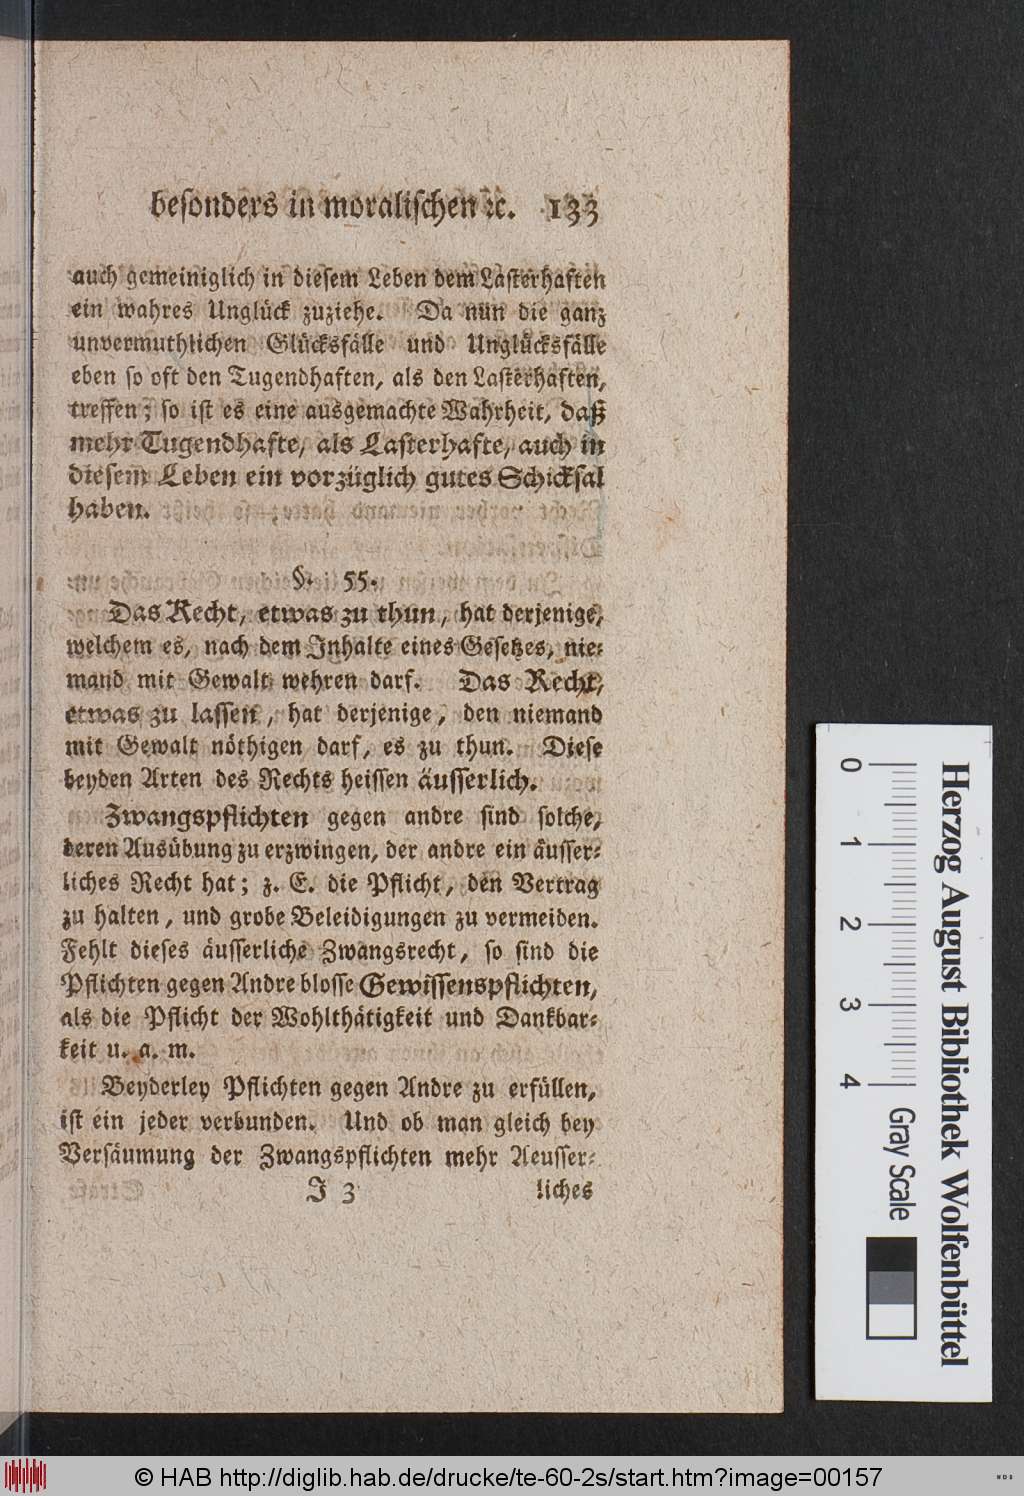 besonders in moralischen ꝛc. 133
auch gemeiniglich in diesem Leben dem Lasterhaften
ein wahres Unglück zuziehe. Da nun die ganz
unvermuthlichen Glücksfälle und Unglücksfälle
eben so oft den Tugendhaften, als den Lasterhaften,
treffen; so ist es eine ausgemachte Wahrheit, daß
mehr Tugendhafte, als Lasterhafte, auch in
diesem Leben ein vorzüglich gutes Schicksal
haben.
§. 55.
Das Recht, etwas zu thun, hat derjenige,
welchem es, nach dem Inhalte eines Gesetzes, nie-
mand mit Gewalt wehren darf. Das Recht,
etwas zu lassen, hat derjenige, den niemand
mit Gewalt nöthigen darf, es zu thun. Diese
beyden Arten des Rechts heissen äusserlich.
Zwangspflichten gegen andre sind solche,
deren Ausübung zu erzwingen, der andre ein äusser-
liches Recht hat; z. E. die Pflicht, den Vertrag
zu halten, und grobe Beleidigungen zu vermeiden.
Fehlt dieses äusserliche Zwangsrecht, so sind die
Pflichten gegen Andre blosse Gewissenspflichten,
als die Pflicht der Wohlthätigkeit und Dankbar-
keit u. a. m.
Beyderley Pflichten gegen Andre zu erfüllen,
ist ein jeder verbunden. Und ob man gleich bey
Versäumung der Zwangspflichten mehr Aeusser-
J 3 liches
0 1 2 3 4 Gray Scale
Herzog August Bibliothek Wolfenbüttel
© HAB http://diglib.hab.de/drucke/te-60-2s/start.htm?image=00157